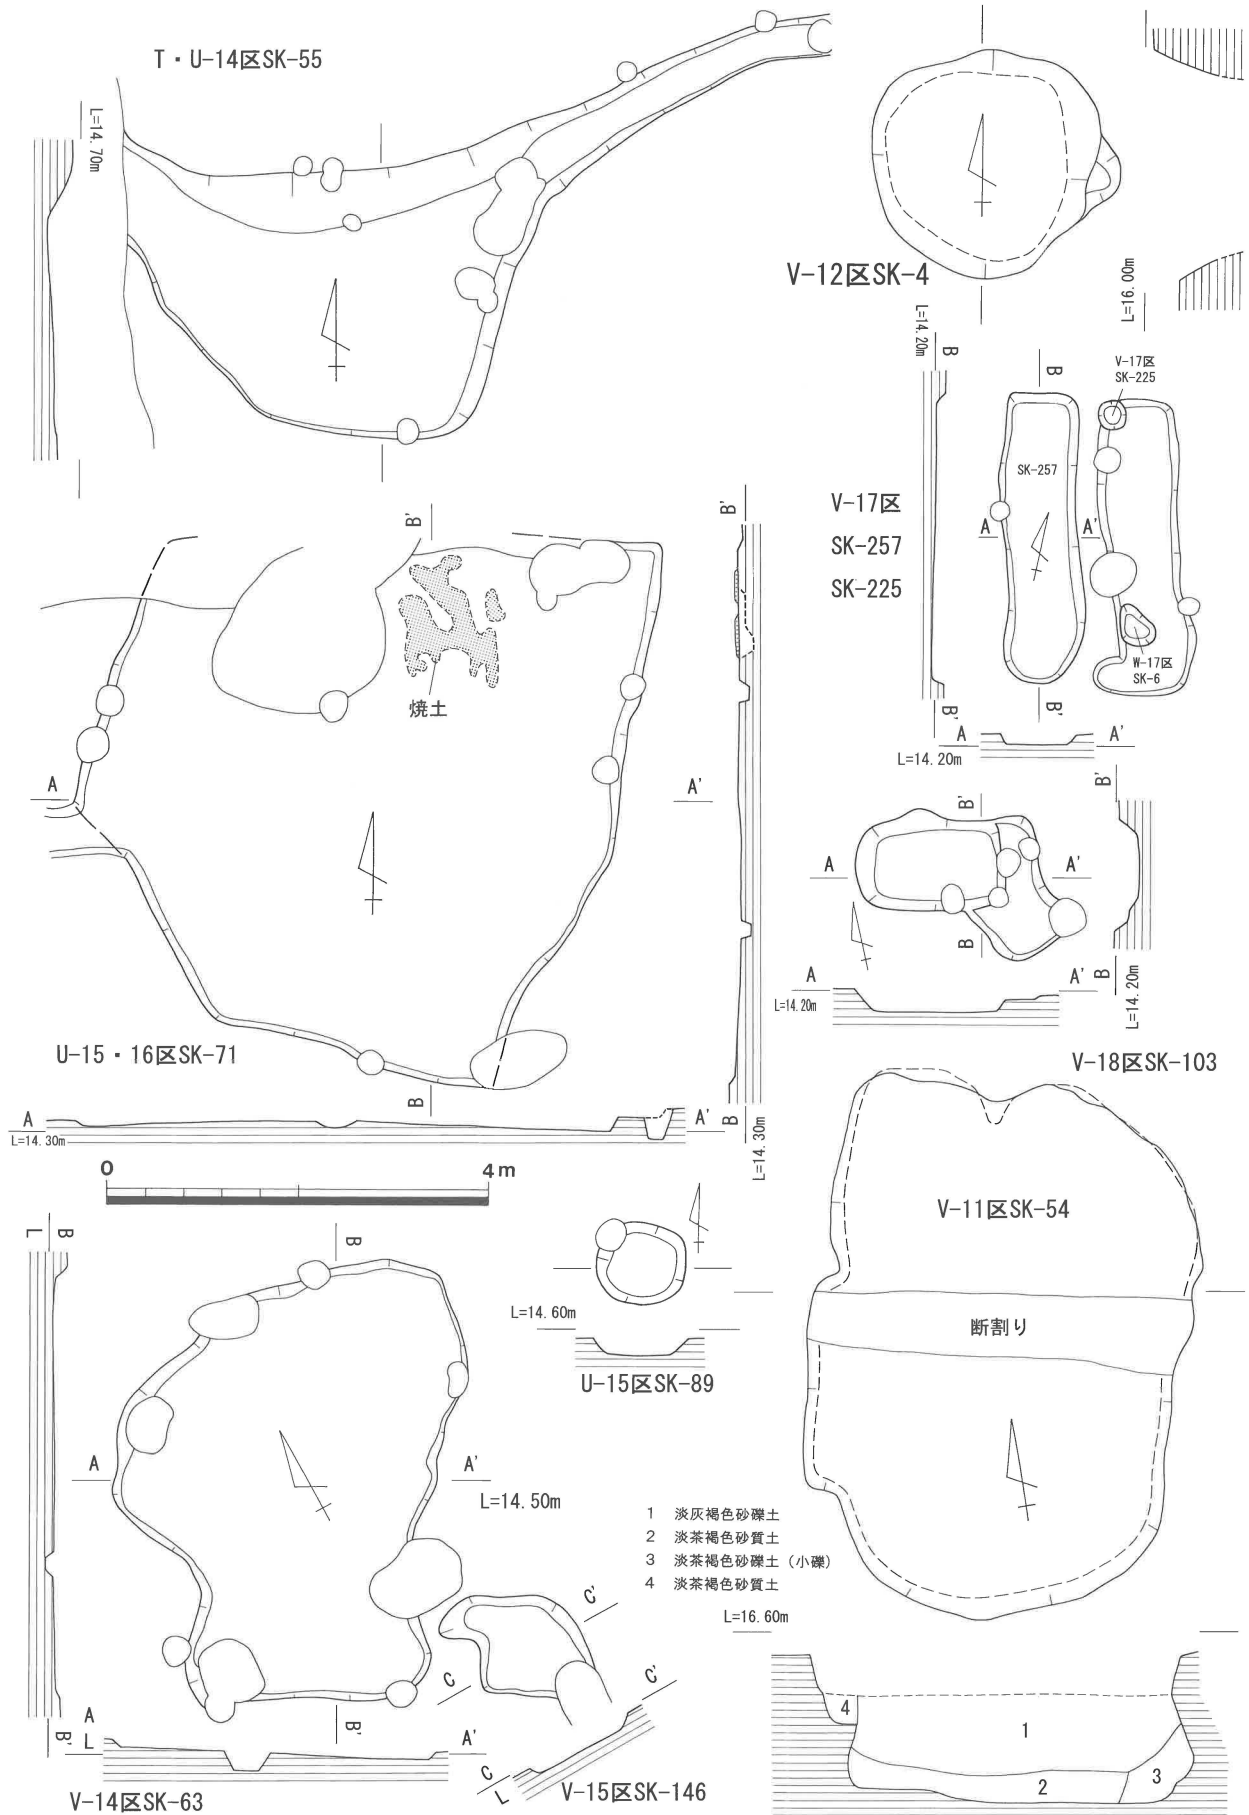 T・U-14区SK-55
L=14.70m
V-12区SK-4
L=16.00m
L=14.20m
B
B
V-17区
SK-225
SK-257
V-17区
SK-257
SK-225
A
A'
W-17区
SK-6
B'
B'
A
A'
L=14.20m
B'
B'
焼土
A
A'
U-15・16区SK-71
B
B
A
A'
L=14.30m
L=14.30m
B'
B'
A
A'
B
A
A'
B
L=14.20m
L=14.20m
V-18区SK-103
0
4m
L
B
B
L=14.60m
U-15区SK-89
V-11区SK-54
断割り
A
A'
L=14.50m
1 淡灰褐色砂礫土
2 淡茶褐色砂質土
3 淡茶褐色砂礫土（小礫）
4 淡茶褐色砂質土
L=16.60m
C'
C
C'
C
L
A
L
B'
B'
A'
V-14区SK-63
V-15区SK-146
4
1
2
3